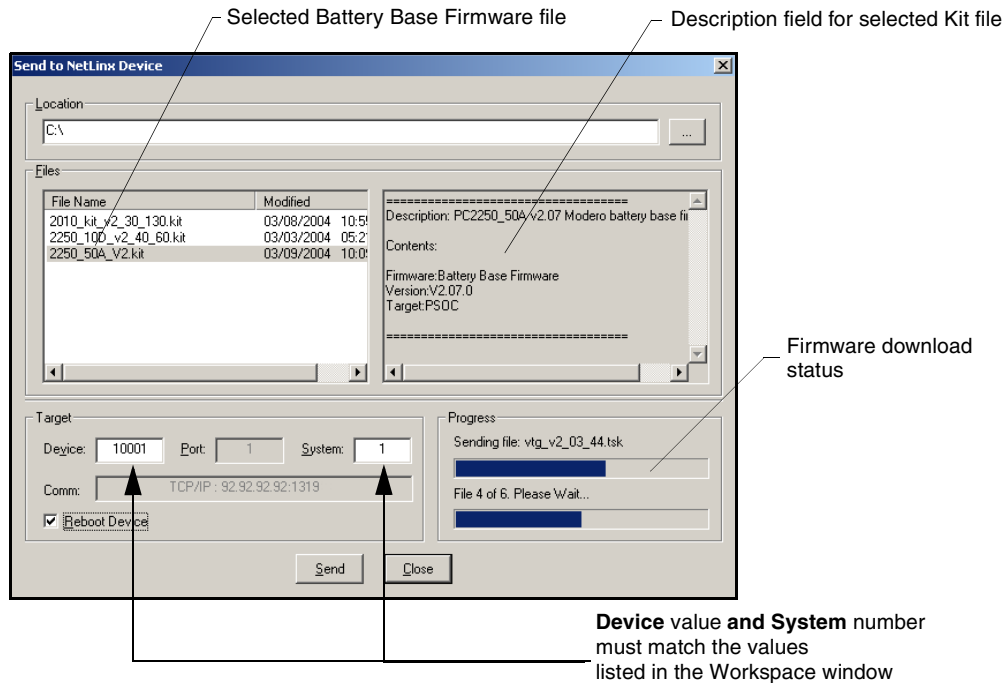 Selected Battery Base Firmware file
Description field for selected Kit file
Send to NetLinx Device
Location
C:\
...
Files
File Name Modified
2010_kit_v2_30_130.kit 03/08/2004 10:5
2250_10D_v2_40_60.kit 03/03/2004 05:2
2250_50A_V2.kit 03/09/2004 10:0
===================================
Description: PC2250_50A v2.07 Modero battery base fi
Contents:
Firmware:Battery Base Firmware
Version:V2.07.0
Target:PSOC
===================================
Firmware download
status
Target
Device: 10001 Port: 1 System: 1
Comm: TCP/IP : 92.92.92.92:1319
Reboot Device
Progress
Sending file: vtg_v2_03_44.tsk
File 4 of 6. Please Wait...
Send Close
Device value and System number
must match the values
listed in the Workspace window